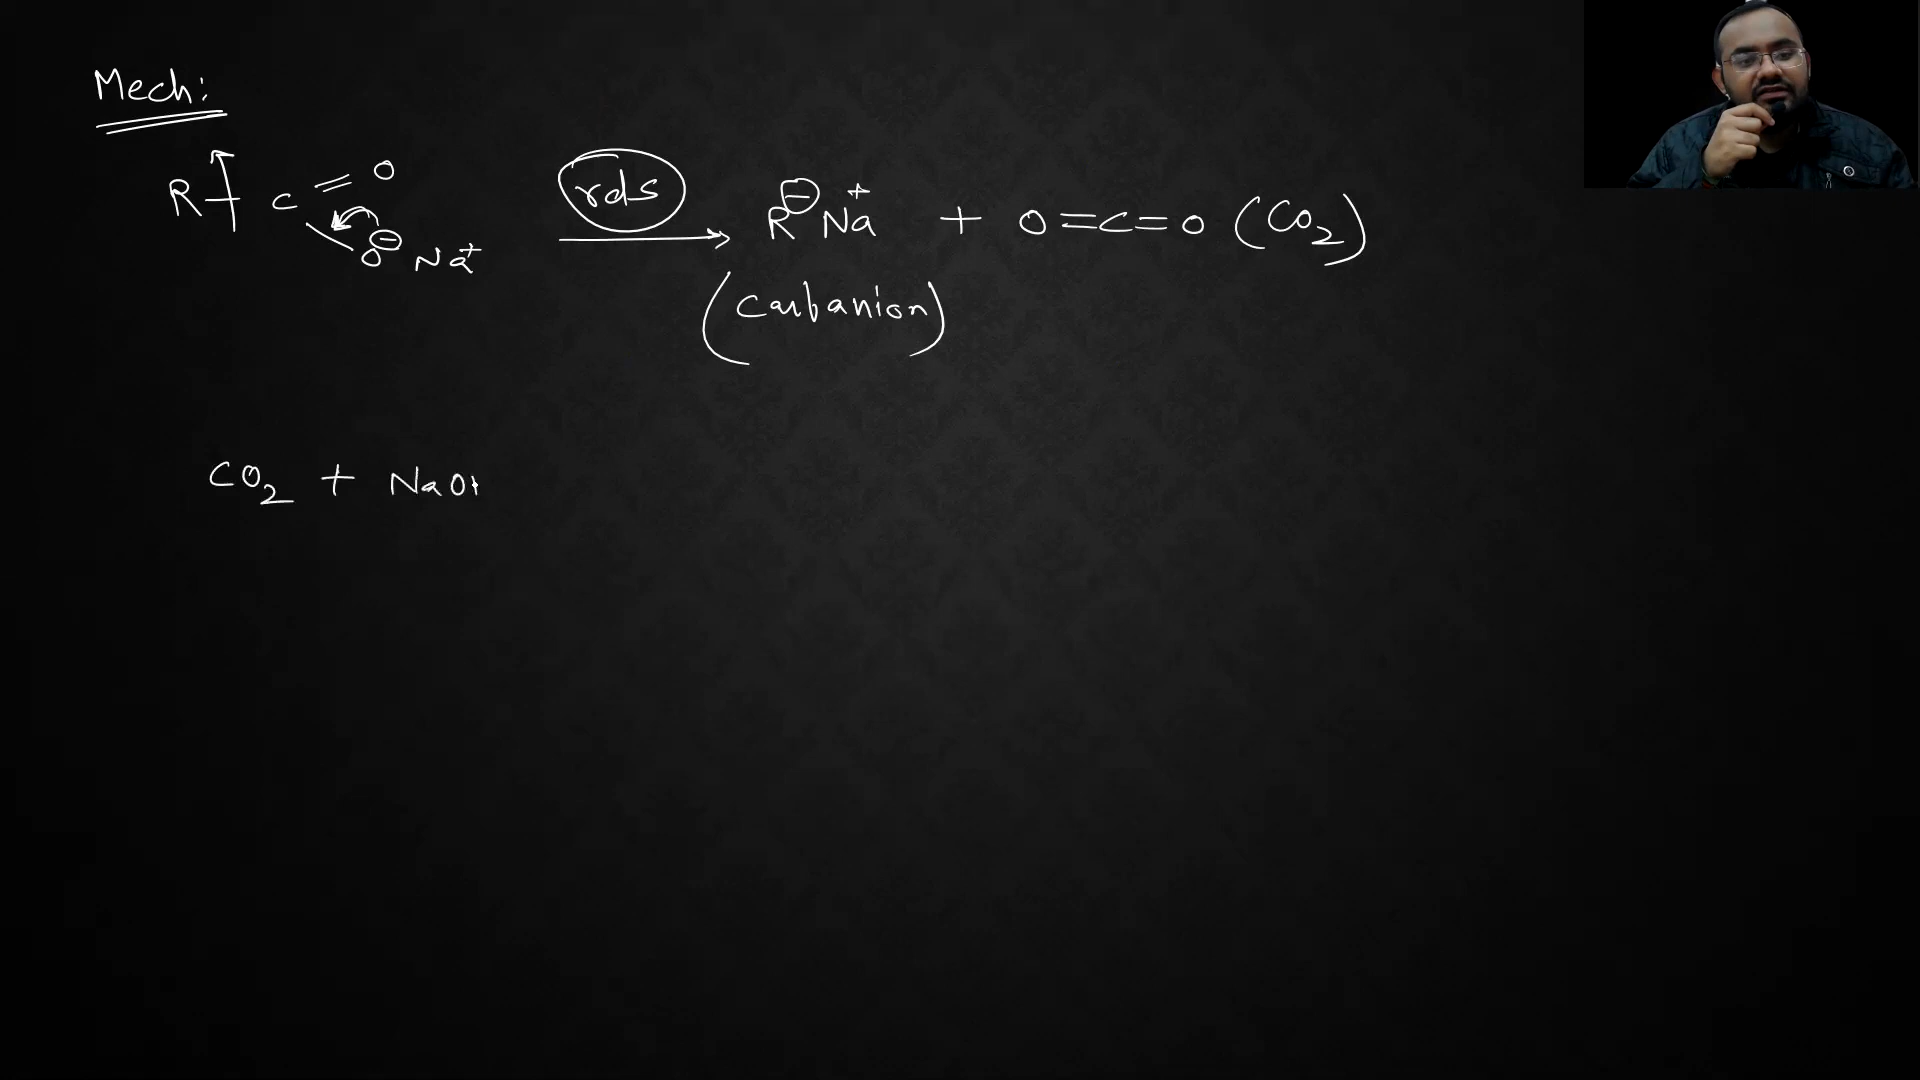 Mech:
R - C = O O⊖ Na+ rds → R⊖ Na+ + O=C=O (CO2)
(Carbanion)
CO2 + NaOH